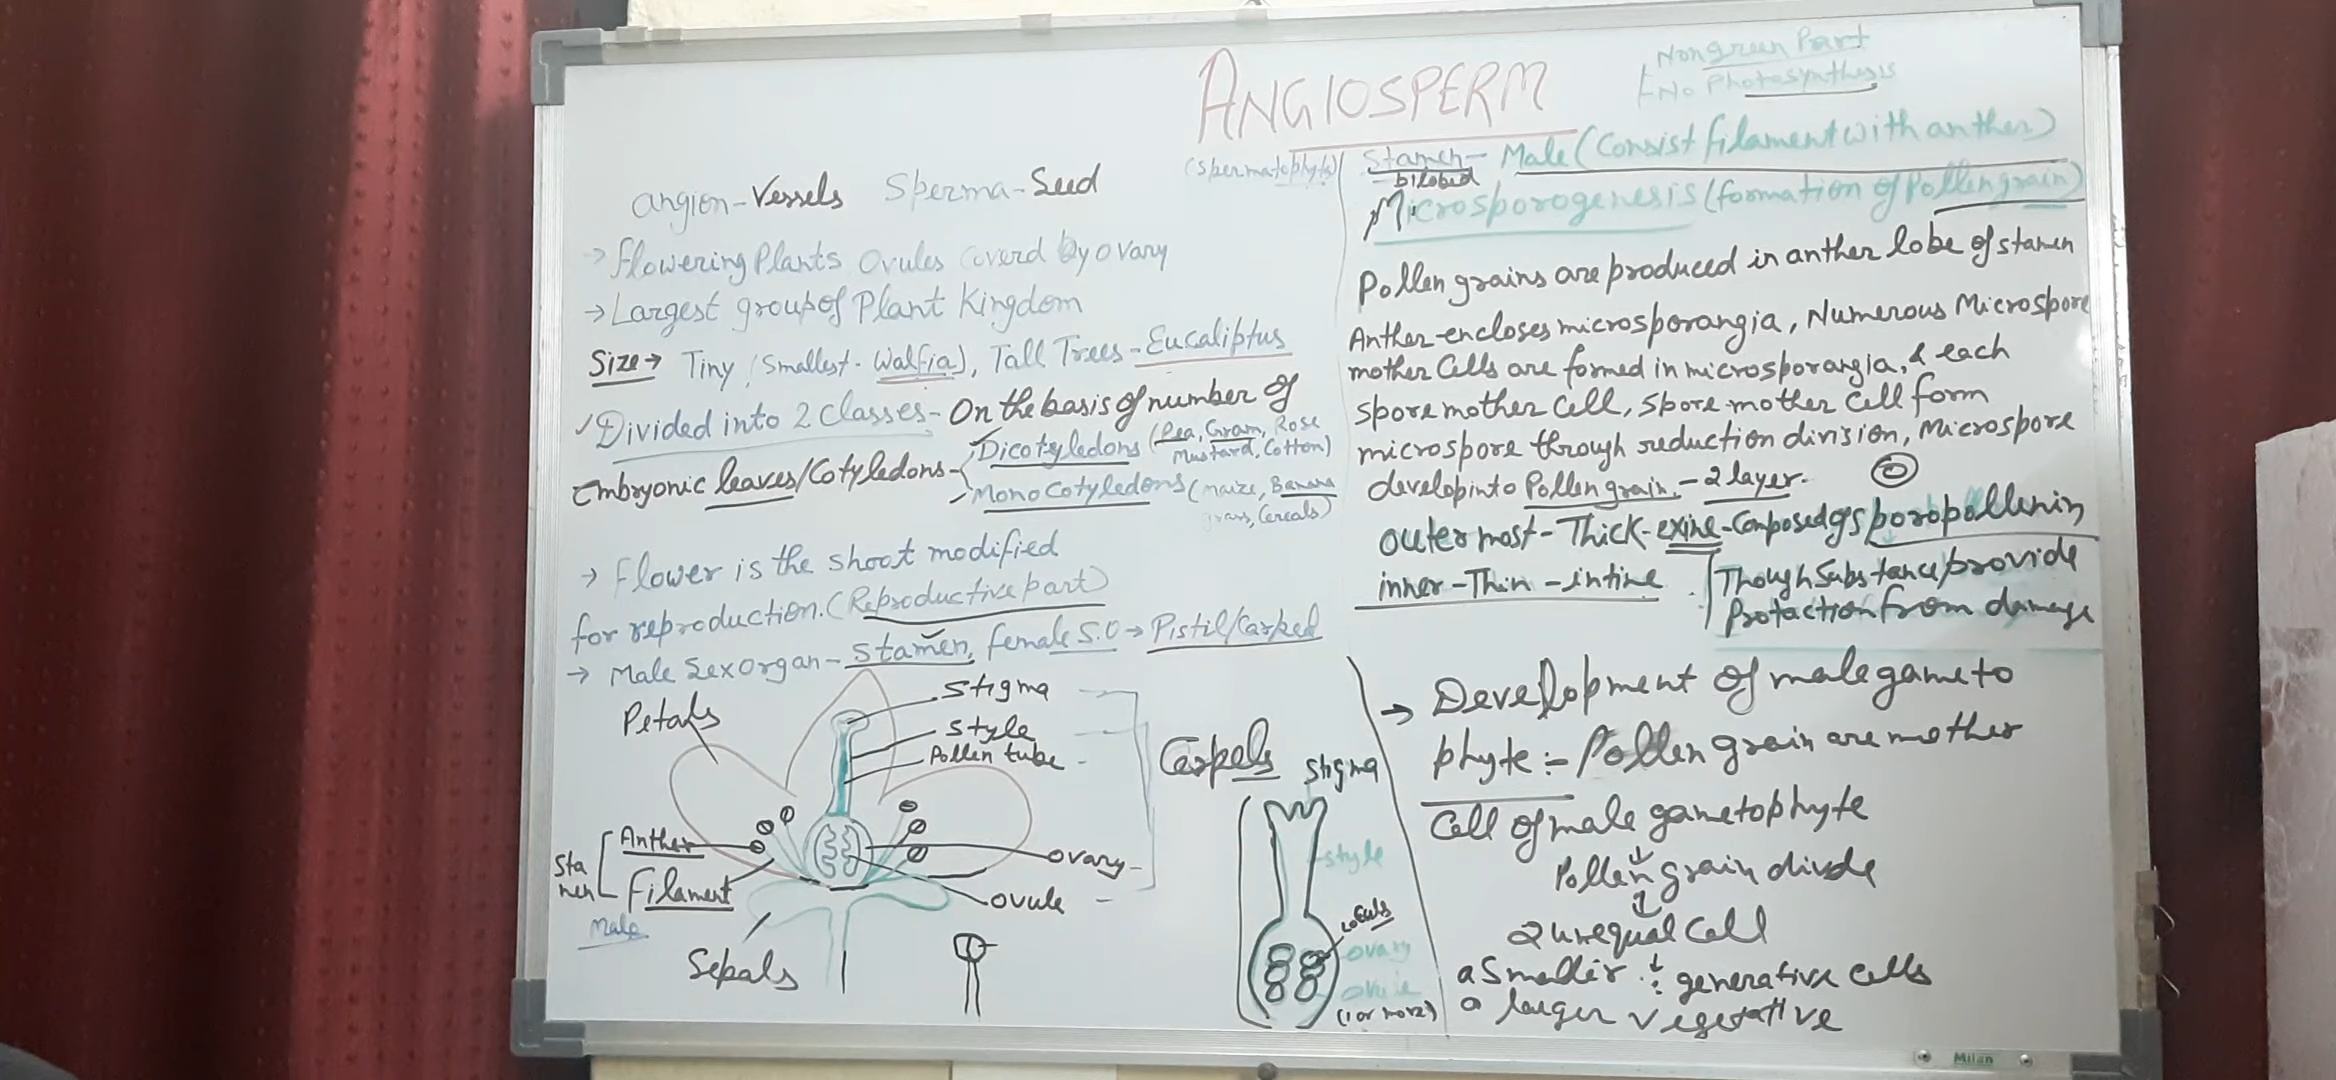 ANGIOSPERM
Nongreen Part
No Photosynthesis
(Spermatophyts)
angion-Vessels Sperma-Seed
→ flowering Plants Ovules Coverd by Ovary
→ Largest group of Plant Kingdom
Size→ Tiny (Smallest-Walfia), Tall Trees-Eucaliptus
✓Divided into 2 Classes- On the basis of number of
Embryonic leaves/Cotyledons-
Dicotyledons (Pea, Gram, Rose
Mustard, Cotton)
Monocotyledons (Maize, Banana
grass, Cereals)
→ Flower is the shoot modified
for reproduction. (Reproductive part)
→ Male Sex organ- Stamen, female S.O → Pistil/Carpel
Petals
Stigma
Style
Pollen tube
Carpels
Anther
Filament
Sta
men
Male
Ovary
Ovule
Sepals
Stigma
style
Loculs
ovary
ovule
(1 or more)
Stamen- Male (Consist filament with anther)
- bilobed
Microsporogenesis (formation of Pollen grain)
Pollen grains are produced in anther lobe of stamen
Anther-encloses microsporangia, Numerous Microspore
mother Cells are formed in microsporangia, & each
spore mother cell, spore-mother cell form
microspore through reduction division, Microspore
develop into Pollen grain. - 2 layer.
outer most-Thick-exine-Composed of sporopollenin
inner-Thin-intine
Though Substance/provide
Protaction from damage
→ Development of male gameto
phyte :- Pollen grain are mother
Cell of male gametophyte
↓
Pollen grain divde
↓
2 unequal Cell
↓
a Smaller : generative cells
a larger vegetative
Milan